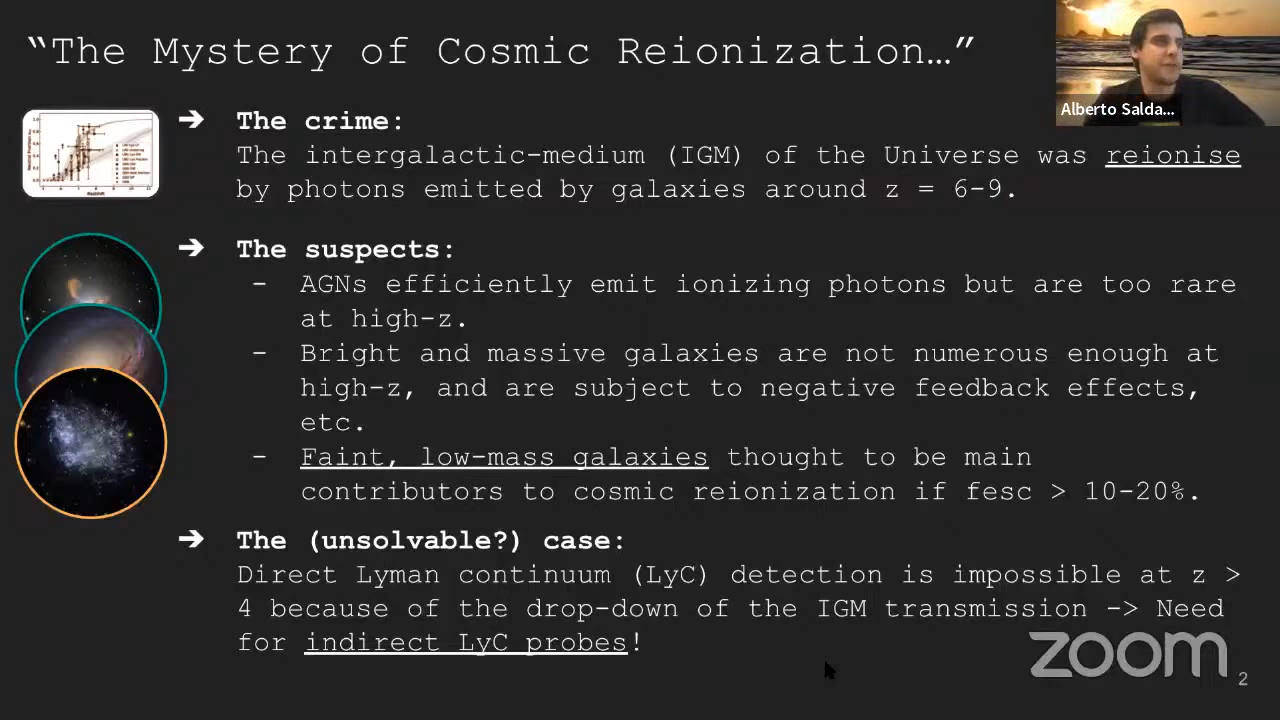 “The Mystery of Cosmic Reionization…”
Alberto Salda...
➔ The crime:
The intergalactic-medium (IGM) of the Universe was reionise
by photons emitted by galaxies around z = 6-9.
➔ The suspects:
- AGNs efficiently emit ionizing photons but are too rare
at high-z.
- Bright and massive galaxies are not numerous enough at
high-z, and are subject to negative feedback effects,
etc.
- Faint, low-mass galaxies thought to be main
contributors to cosmic reionization if fesc > 10-20%.
➔ The (unsolvable?) case:
Direct Lyman continuum (LyC) detection is impossible at z >
4 because of the drop-down of the IGM transmission -> Need
for indirect LyC probes!
zoom
2